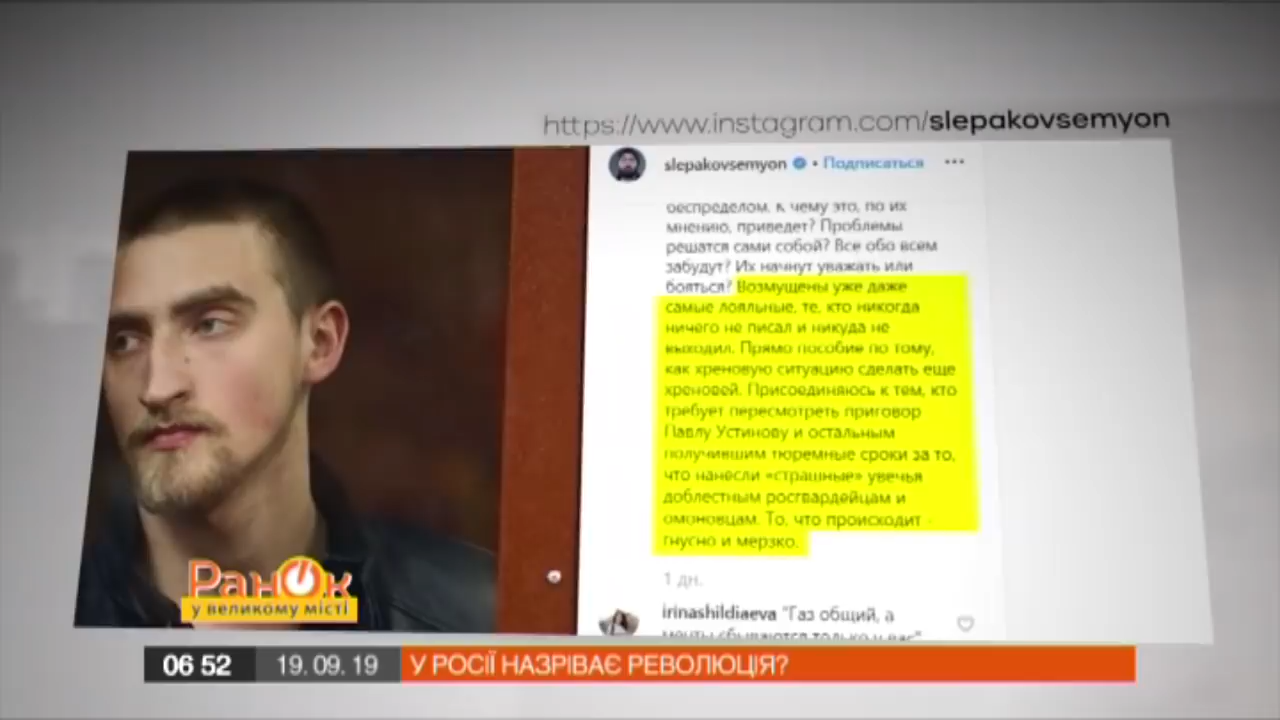 https://www.instagram.com/slepakovsemyon
slepakovsemyon • Подписаться •••
беспределом. К чему это, по их
мнению, приведет? Проблемы
решатся сами собой? Все обо всем
забудут? Их начнут уважать или
бояться? Возмущены уже даже
самые лояльные, те, кто никогда
ничего не писал и никуда не
выходил. Прямо пособие по тому,
как хреновую ситуацию сделать еще
хреновей. Присоединяюсь к тем, кто
требует пересмотреть приговор
Павлу Устинову и остальным
получившим тюремные сроки за то,
что нанесли «страшные» увечья
доблестным росгвардейцам и
омоновцам. То, что происходит -
гнусно и мерзко.
1 дн.
irinashildiaeva "Газ общий, а
мечты сбываются только у вас"
Ранок
у великому місті
06 52 19.09.19 У РОСІЇ НАЗРІВАЄ РЕВОЛЮЦІЯ?